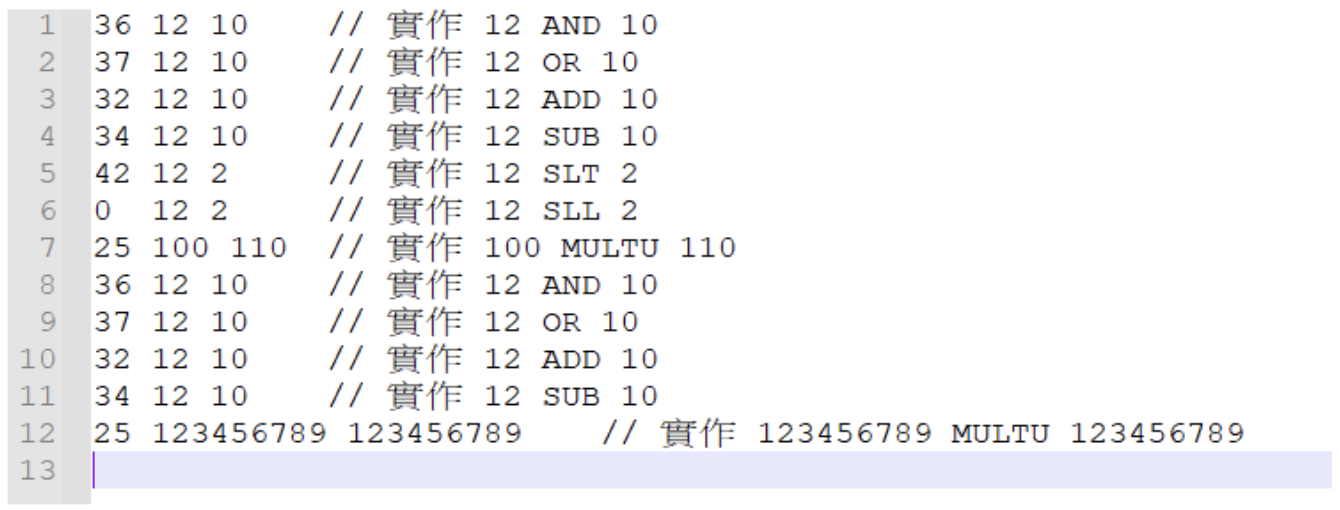 1 36 12 10 // 實作 12 AND 10
2 37 12 10 // 實作 12 OR 10
3 32 12 10 // 實作 12 ADD 10
4 34 12 10 // 實作 12 SUB 10
5 42 12 2 // 實作 12 SLT 2
6 0 12 2 // 實作 12 SLL 2
7 25 100 110 // 實作 100 MULTU 110
8 36 12 10 // 實作 12 AND 10
9 37 12 10 // 實作 12 OR 10
10 32 12 10 // 實作 12 ADD 10
11 34 12 10 // 實作 12 SUB 10
12 25 123456789 123456789 // 實作 123456789 MULTU 123456789
13